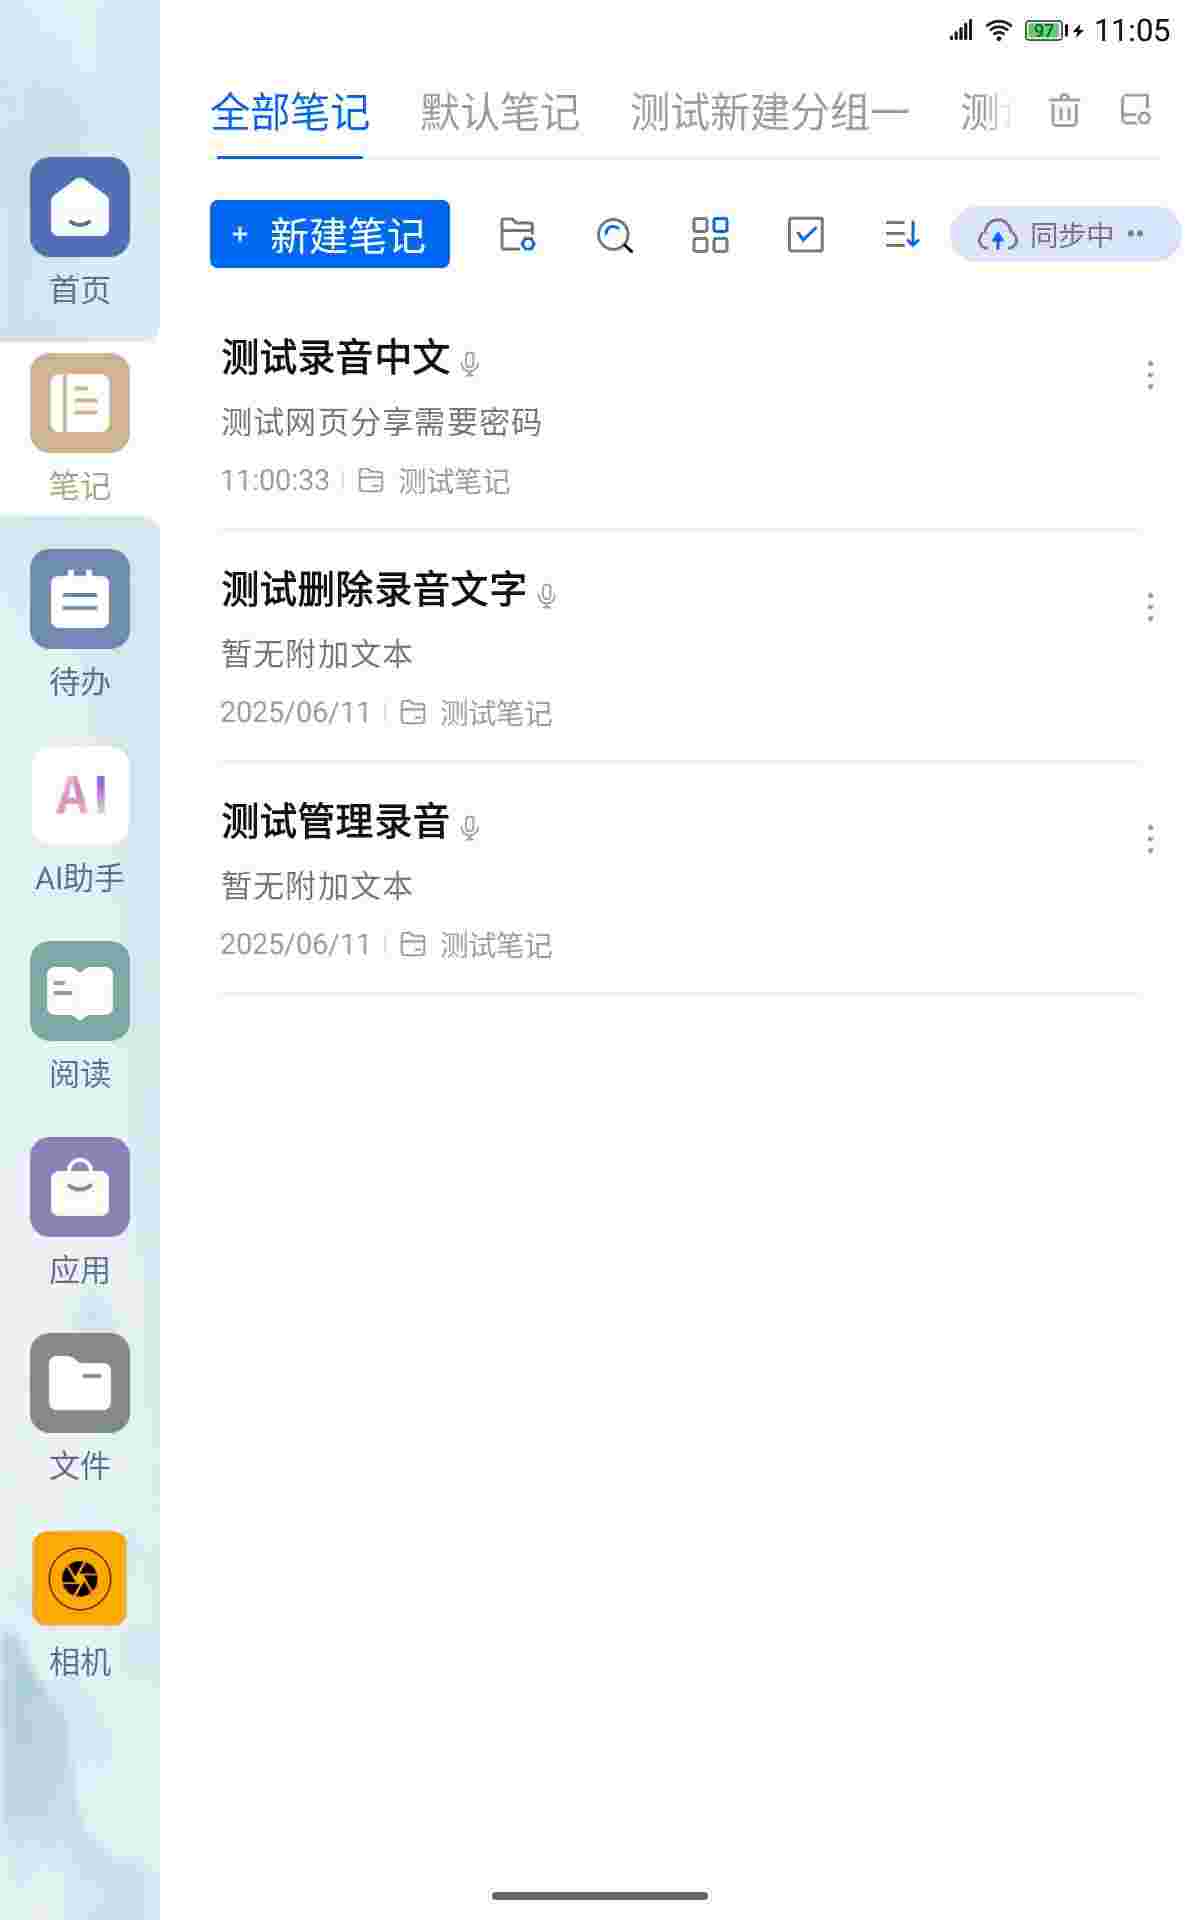 97 11:05
全部笔记 默认笔记 测试新建分组一 测
+ 新建笔记 同步中 ··
首页
笔记
待办
AI
AI助手
阅读
应用
文件
相机
测试录音中文
测试网页分享需要密码
11:00:33 测试笔记
测试删除录音文字
暂无附加文本
2025/06/11 测试笔记
测试管理录音
暂无附加文本
2025/06/11 测试笔记